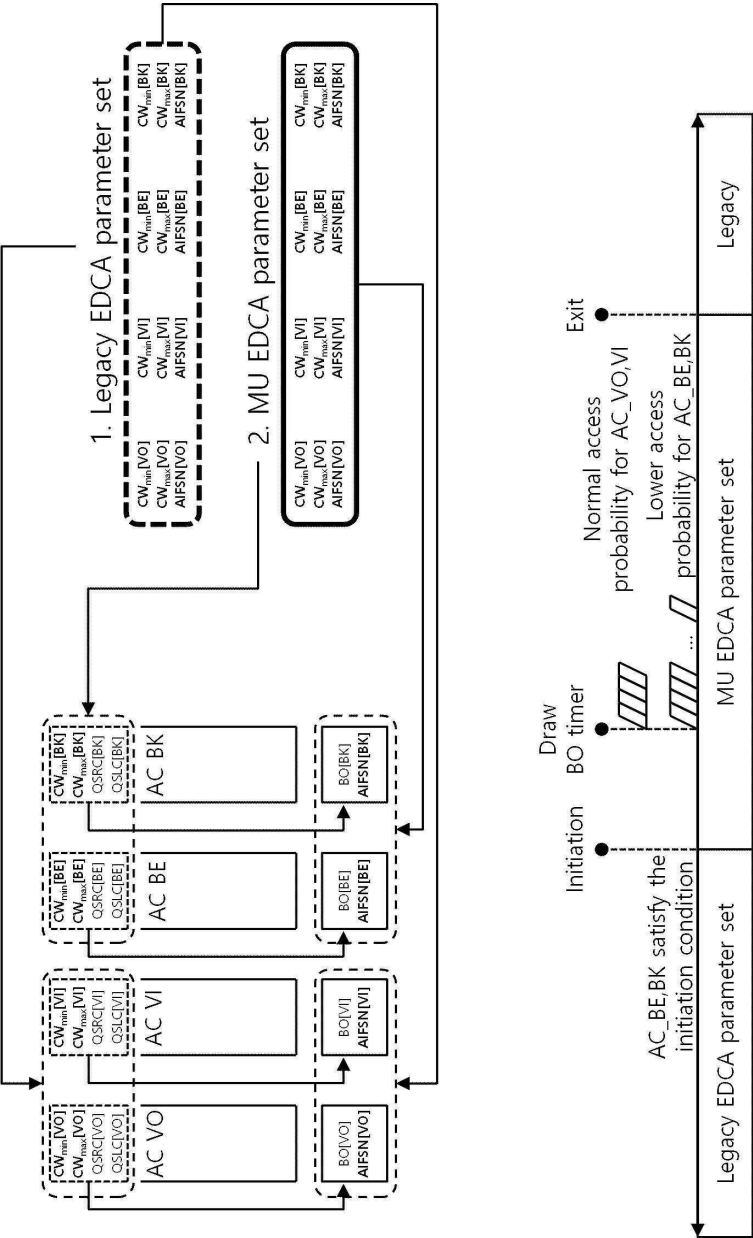 CWmin[VO]
CWmax[VO]
QSRC[VO]
QSLC[VO]
AC VO
BO[VO]
AIFSN[VO]
CWmin[VI]
CWmax[VI]
QSRC[VI]
QSLC[VI]
AC VI
BO[VI]
AIFSN[VI]
CWmin[BE]
CWmax[BE]
QSRC[BE]
QSLC[BE]
AC BE
BO[BE]
AIFSN[BE]
CWmin[BK]
CWmax[BK]
QSRC[BK]
QSLC[BK]
AC BK
BO[BK]
AIFSN[BK]
1. Legacy EDCA parameter set
CWmin[VO]
CWmax[VO]
AIFSN[VO]
CWmin[VI]
CWmax[VI]
AIFSN[VI]
CWmin[BE]
CWmax[BE]
AIFSN[BE]
CWmin[BK]
CWmax[BK]
AIFSN[BK]
2. MU EDCA parameter set
CWmin[VO]
CWmax[VO]
AIFSN[VO]
CWmin[VI]
CWmax[VI]
AIFSN[VI]
CWmin[BE]
CWmax[BE]
AIFSN[BE]
CWmin[BK]
CWmax[BK]
AIFSN[BK]
Initiation
Draw
BO timer
Exit
Normal access
probability for AC_VO,VI
Lower access
probability for AC_BE,BK
...
AC_BE,BK satisfy the
initiation condition
Legacy EDCA parameter set
MU EDCA parameter set
Legacy